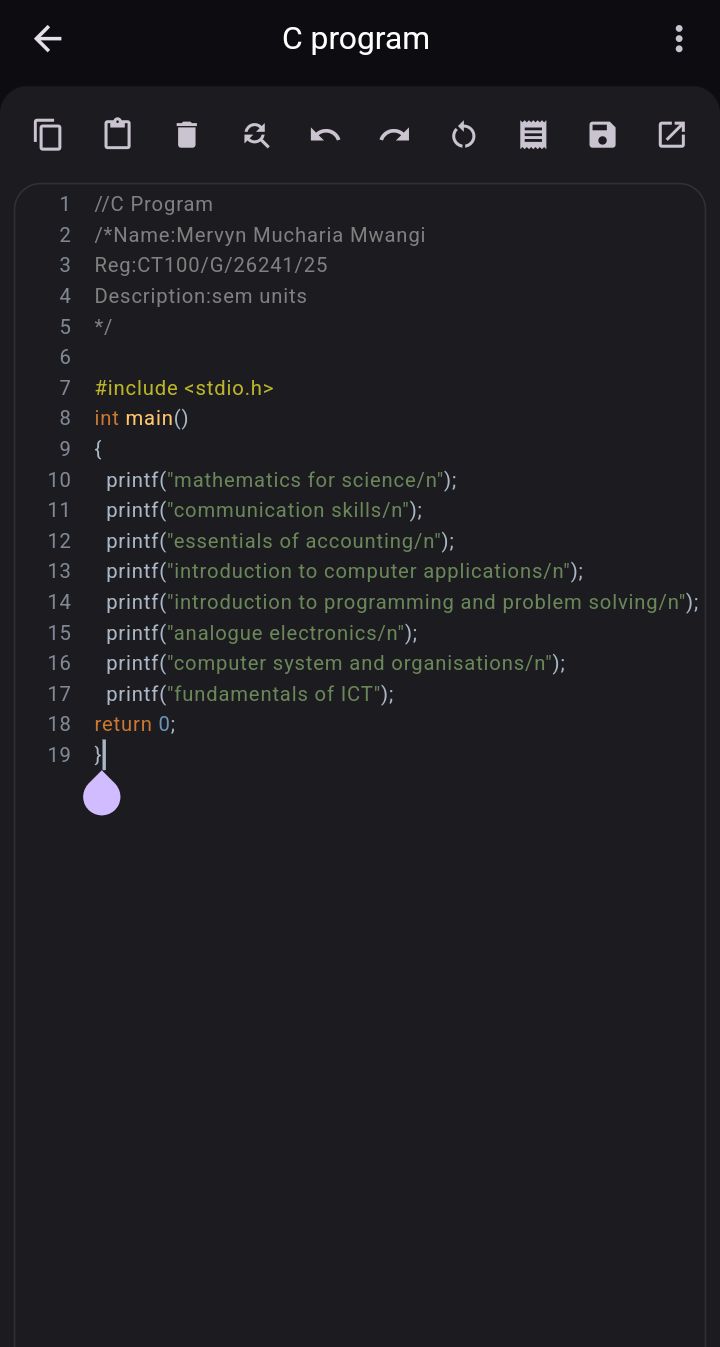 C program
1 //C Program
2 /*Name:Mervyn Mucharia Mwangi
3 Reg:CT100/G/26241/25
4 Description:sem units
5 */
6
7 #include <stdio.h>
8 int main()
9 {
10 printf("mathematics for science/n");
11 printf("communication skills/n");
12 printf("essentials of accounting/n");
13 printf("introduction to computer applications/n");
14 printf("introduction to programming and problem solving/n");
15 printf("analogue electronics/n");
16 printf("computer system and organisations/n");
17 printf("fundamentals of ICT");
18 return 0;
19 }